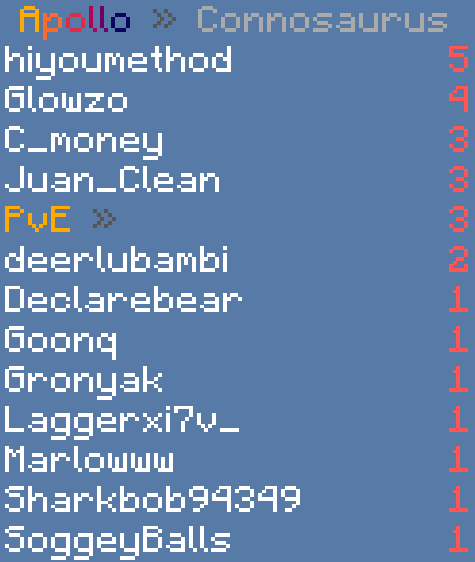 Apollo » Connosaurus
hiyoumethod 5
Glowzo 4
C_money 3
Juan_Clean 3
PvE » 3
deerlubambi 2
Declarebear 1
Goonq 1
Gronyak 1
Laggerxi7v_ 1
Marlowww 1
Sharkbob94349 1
SoggeyBalls 1